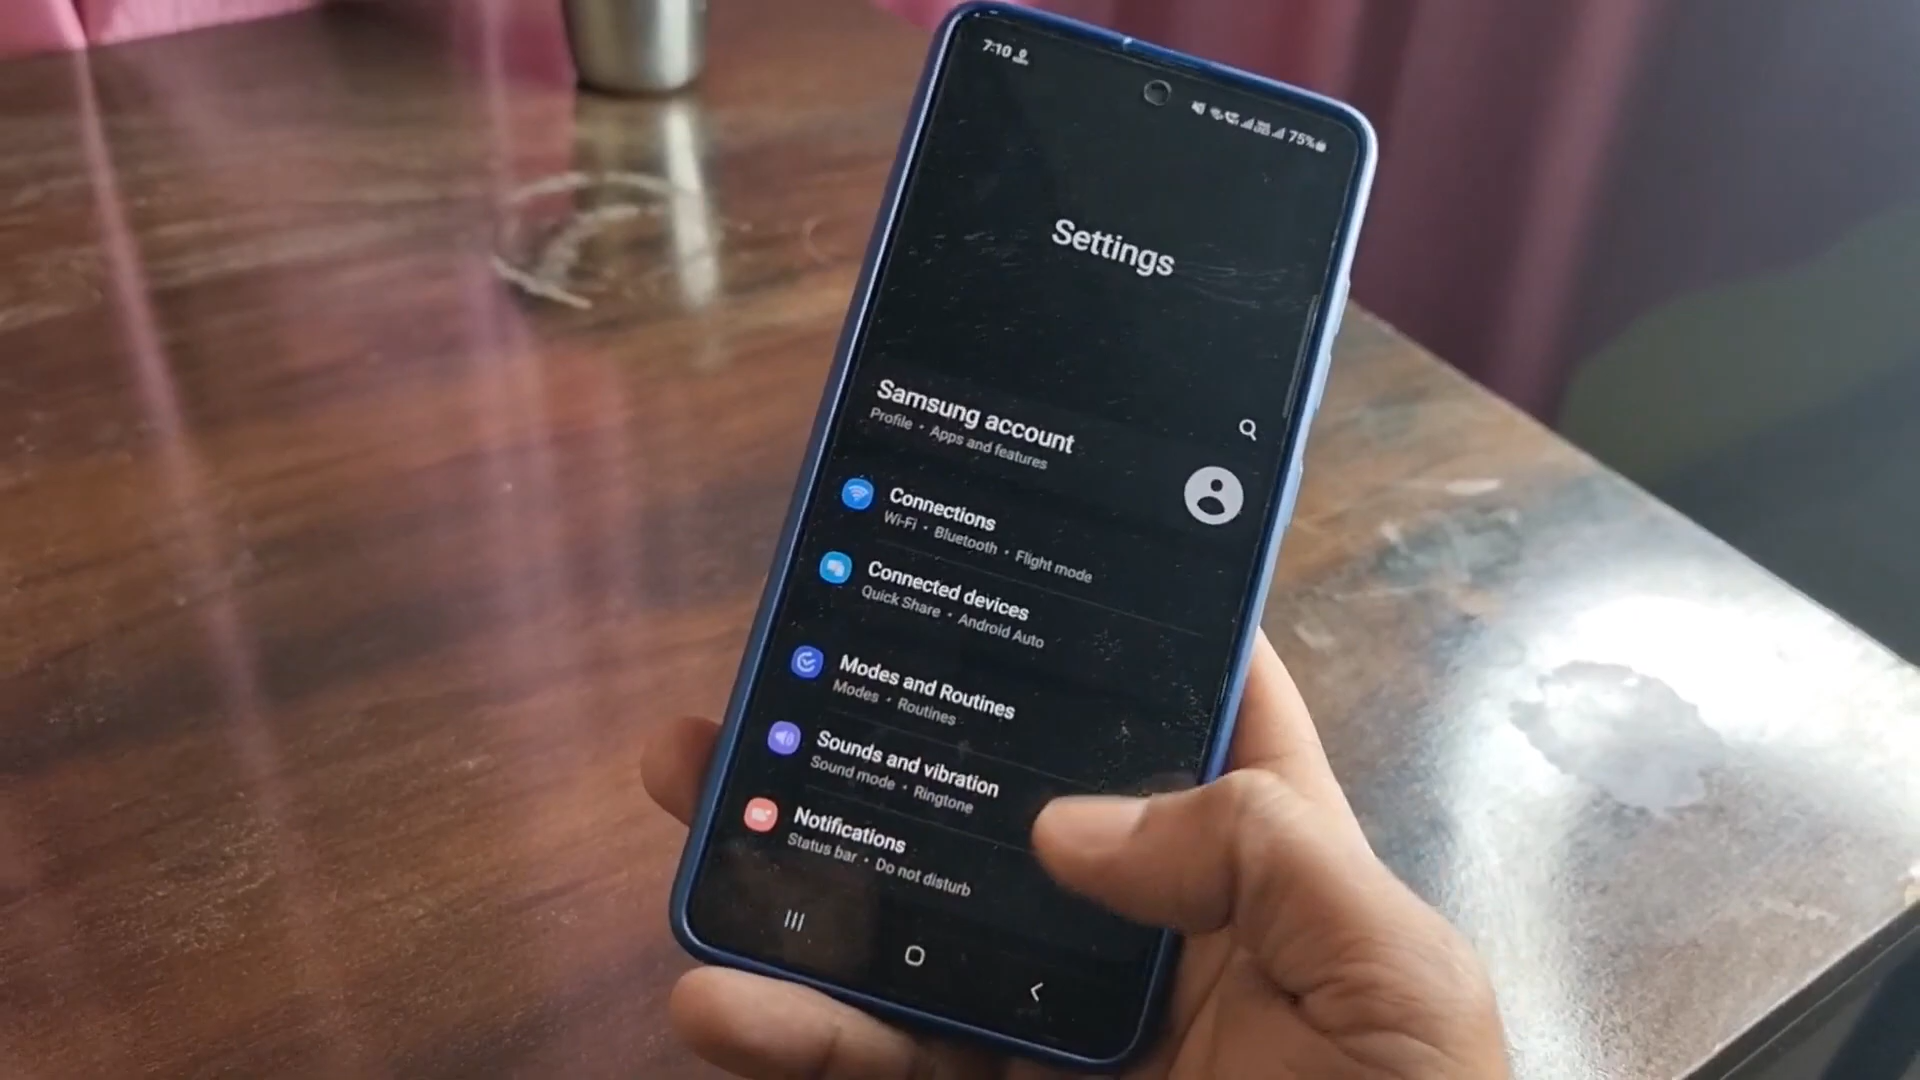 7:10
75%
Settings
Samsung account
Profile • Apps and features
Connections
Wi-Fi • Bluetooth • Flight mode
Connected devices
Quick Share • Android Auto
Modes and Routines
Modes • Routines
Sounds and vibration
Sound mode • Ringtone
Notifications
Status bar • Do not disturb